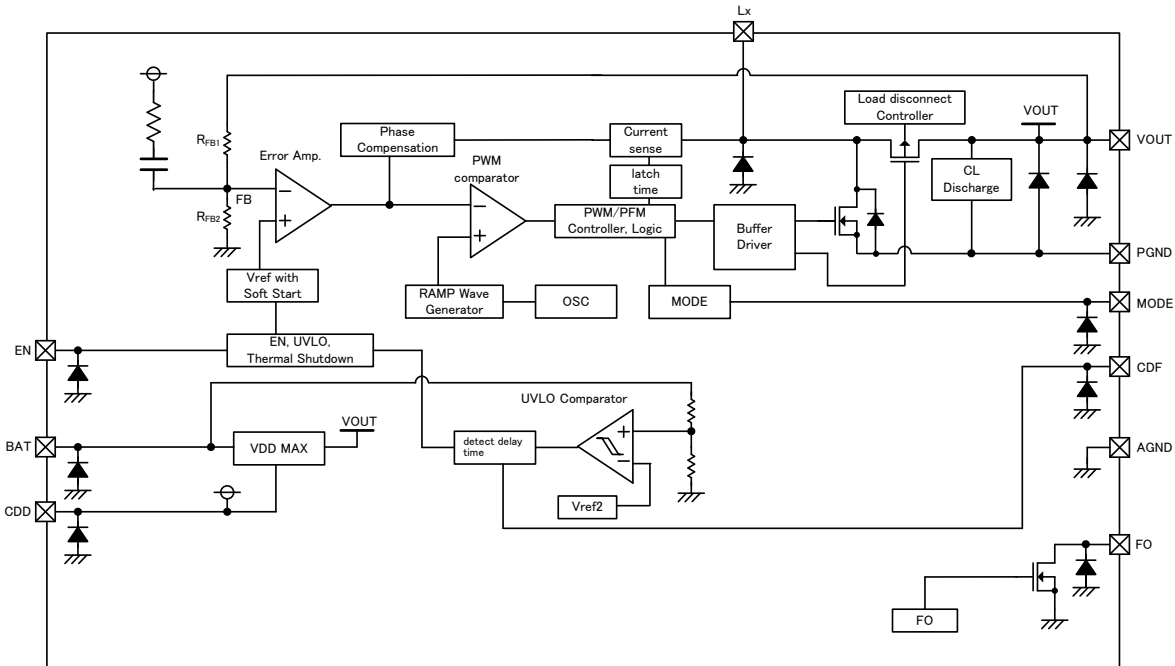 Lx
Load disconnect
Controller
VOUT
VOUT
RFB1
Phase
Compensation
Current
sense
Error Amp.
PWM
comparator
latch
time
CL
Discharge
FB
RFB2
PWM/PFM
Controller, Logic
Buffer
Driver
PGND
Vref with
Soft Start
RAMP Wave
Generator
OSC
MODE
MODE
EN
EN, UVLO,
Thermal Shutdown
CDF
UVLO Comparator
VOUT
BAT
VDD MAX
detect delay
time
AGND
CDD
Vref2
FO
FO